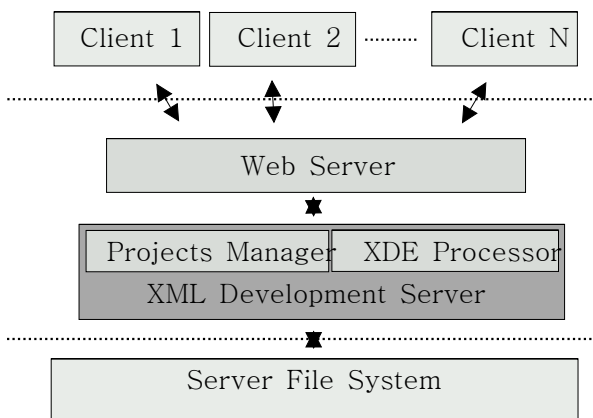 Client 1 Client 2 .......... Client N
Web Server
Projects Manager XDE Processor
XML Development Server
Server File System